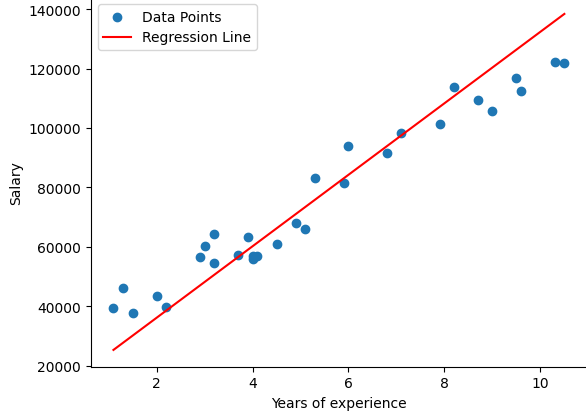 140000
120000
100000
80000
60000
40000
20000
Salary
Data Points
Regression Line
2 4 6 8 10
Years of experience